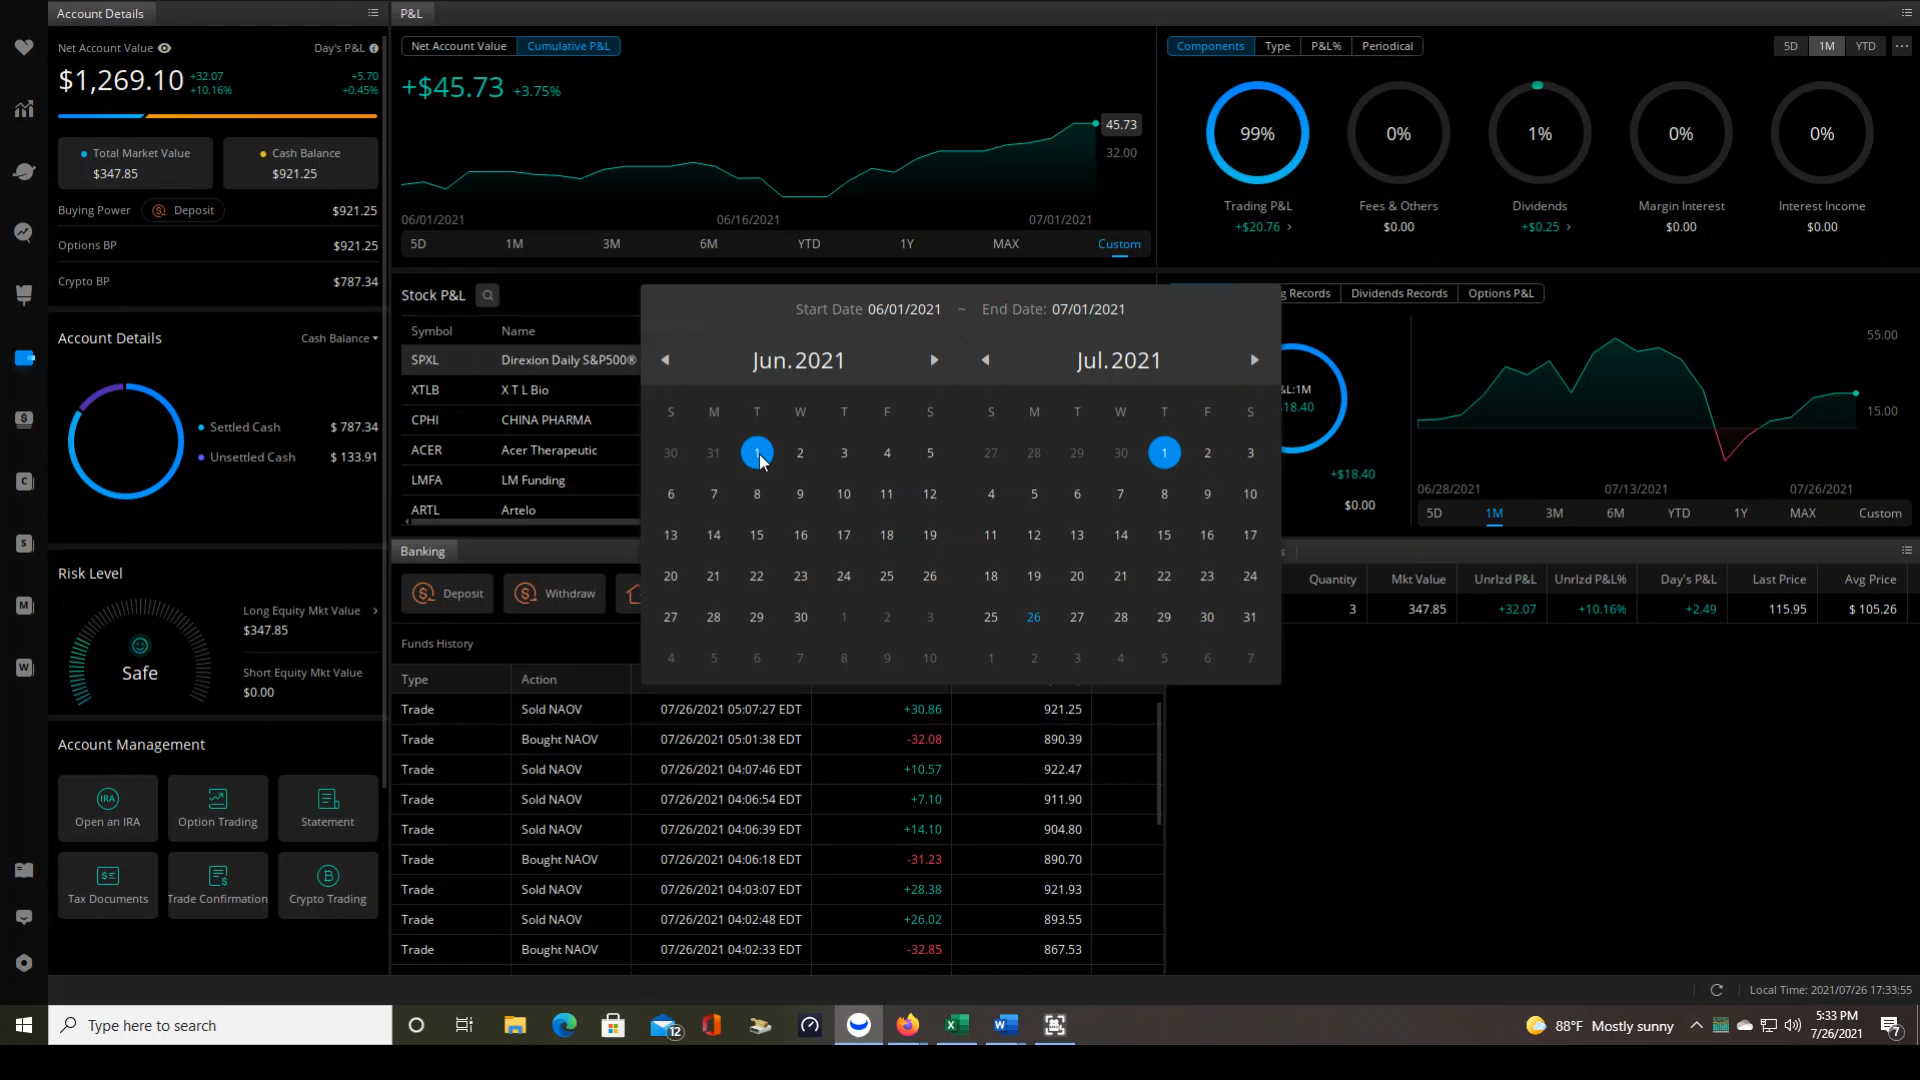 Account Details
P&L
Net Account Value
Day's P&L
$1,269.10
+32.07
+10.16%
+5.70
+0.45%
Total Market Value
$347.85
Cash Balance
$921.25
Buying Power
Deposit
$921.25
Options BP
$921.25
Crypto BP
$787.34
Net Account Value
Cumulative P&L
+$45.73 +3.75%
45.73
32.00
06/01/2021
06/16/2021
07/01/2021
5D 1M 3M 6M YTD 1Y MAX Custom
Components Type P&L% Periodical
5D 1M YTD
99% 0% 1% 0% 0%
Trading P&L Fees & Others Dividends Margin Interest Interest Income
+$20.76 > $0.00 +$0.25 > $0.00 $0.00
Account Details
Cash Balance
Settled Cash $ 787.34
Unsettled Cash $ 133.91
Stock P&L
Symbol Name
SPXL Direxion Daily S&P500®
XTLB X T L Bio
CPHI CHINA PHARMA
ACER Acer Therapeutic
LMFA LM Funding
ARTL Artelo
Start Date 06/01/2021 ~ End Date: 07/01/2021
Jun.2021
S M T W T F S
30 31 1 2 3 4 5
6 7 8 9 10 11 12
13 14 15 16 17 18 19
20 21 22 23 24 25 26
27 28 29 30 1 2 3
4 5 6 7 8 9 10
Jul.2021
S M T W T F S
27 28 29 30 1 2 3
4 5 6 7 8 9 10
11 12 13 14 15 16 17
18 19 20 21 22 23 24
25 26 27 28 29 30 31
1 2 3 4 5 6 7
g Records Dividends Records Options P&L
&L:1M
$18.40
+$18.40
$0.00
55.00
15.00
06/28/2021 07/13/2021 07/26/2021
5D 1M 3M 6M YTD 1Y MAX Custom
Quantity Mkt Value Unrlzd P&L Unrlzd P&L% Day's P&L Last Price Avg Price
3 347.85 +32.07 +10.16% +2.49 115.95 $ 105.26
Risk Level
Safe
Long Equity Mkt Value >
$347.85
Short Equity Mkt Value
$0.00
Account Management
IRA
Open an IRA
Option Trading
Statement
Tax Documents
Trade Confirmation
Crypto Trading
Banking
Deposit
Withdraw
Funds History
Type Action
Trade Sold NAOV 07/26/2021 05:07:27 EDT +30.86 921.25
Trade Bought NAOV 07/26/2021 05:01:38 EDT -32.08 890.39
Trade Sold NAOV 07/26/2021 04:07:46 EDT +10.57 922.47
Trade Sold NAOV 07/26/2021 04:06:54 EDT +7.10 911.90
Trade Sold NAOV 07/26/2021 04:06:39 EDT +14.10 904.80
Trade Bought NAOV 07/26/2021 04:06:18 EDT -31.23 890.70
Trade Sold NAOV 07/26/2021 04:03:07 EDT +28.38 921.93
Trade Sold NAOV 07/26/2021 04:02:48 EDT +26.02 893.55
Trade Bought NAOV 07/26/2021 04:02:33 EDT -32.85 867.53
Local Time: 2021/07/26 17:33:55
Type here to search
12
88°F Mostly sunny
5:33 PM
7/26/2021
7